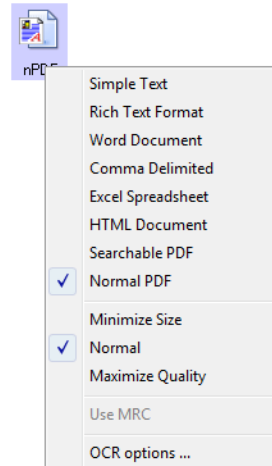 nPDF
Simple Text
Rich Text Format
Word Document
Comma Delimited
Excel Spreadsheet
HTML Document
Searchable PDF
Normal PDF
Minimize Size
Normal
Maximize Quality
Use MRC
OCR options ...